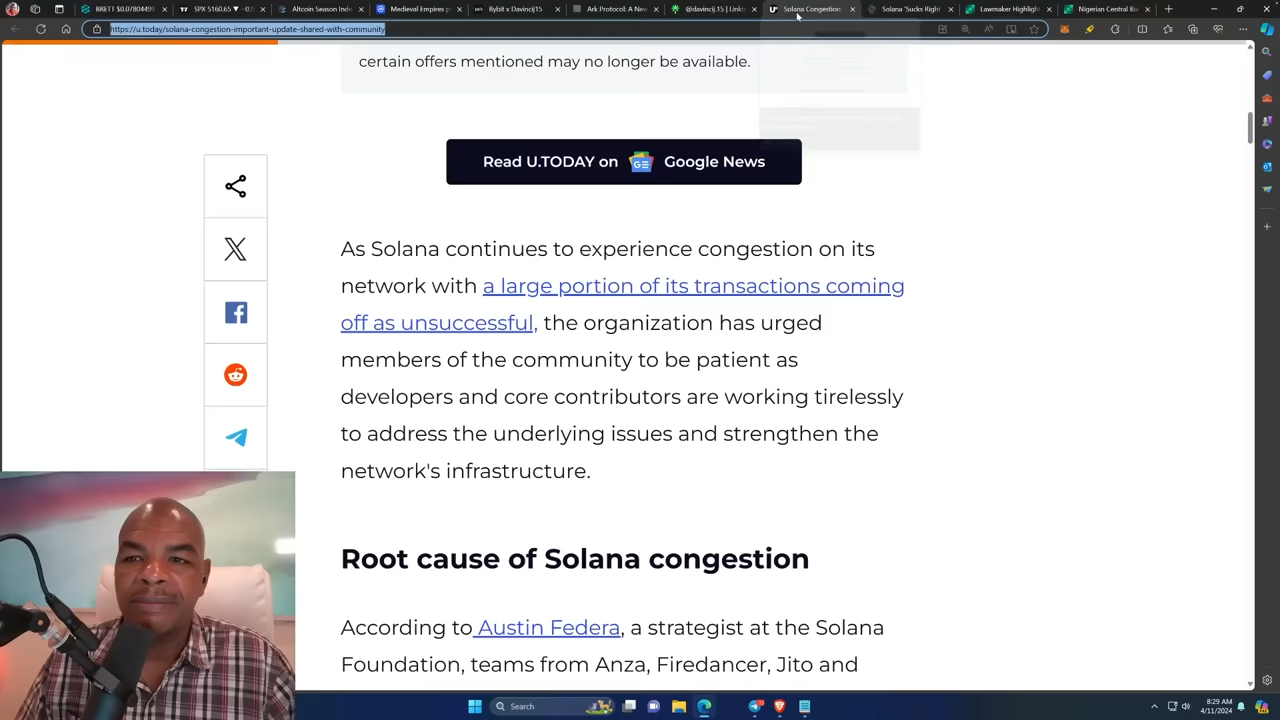 BRETT $0.0780449
SPX 5160.65 ▼ −0.
Altcoin Season Index
Medieval Empires p
Bybit x Davincij15
Ark Protocol: A New
@davincij.15 | Linkt
Solana Congestion
Solana 'Sucks Right
Lawmaker Highligh
Nigerian Central Ba
https://u.today/solana-congestion-important-update-shared-with-community
certain offers mentioned may no longer be available.
Read U.TODAY on Google News
As Solana continues to experience congestion on its
network with a large portion of its transactions coming
off as unsuccessful, the organization has urged
members of the community to be patient as
developers and core contributors are working tirelessly
to address the underlying issues and strengthen the
network's infrastructure.
Root cause of Solana congestion
According to Austin Federa, a strategist at the Solana
Foundation, teams from Anza, Firedancer, Jito and
Search
8:29 AM
4/11/2024